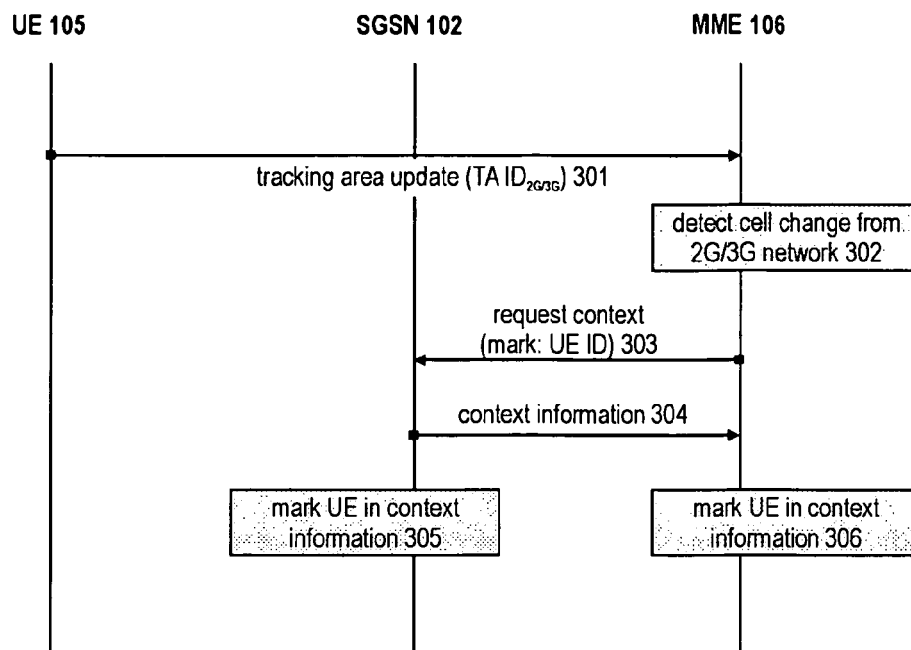 UE 105 SGSN 102 MME 106
tracking area update (TA ID2G/3G) 301
detect cell change from
2G/3G network 302
request context
(mark: UE ID) 303
context information 304
mark UE in context
information 305
mark UE in context
information 306